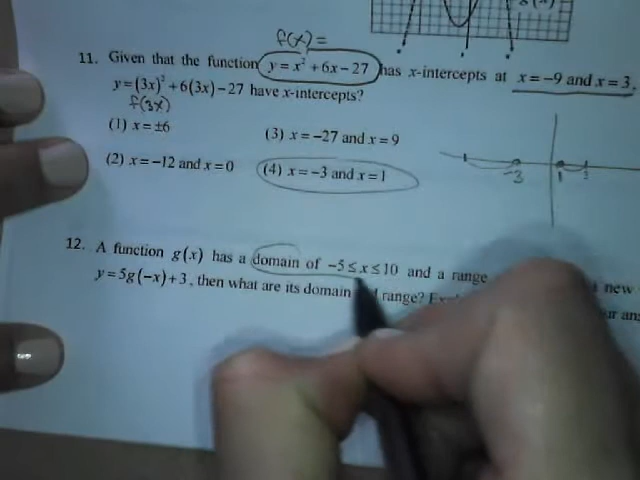 g(x)
f(x)=
11. Given that the function y=x²+6x−27 has x-intercepts at x=−9 and x=3.
y=(3x)²+6(3x)−27 have x-intercepts?
f(3x)
(1) x=±6
(3) x=−27 and x=9
(2) x=−12 and x=0
(4) x=−3 and x=1
-3 1
12. A function g(x) has a domain of −5≤x≤10 and a range new
y=5g(−x)+3, then what are its domain range?